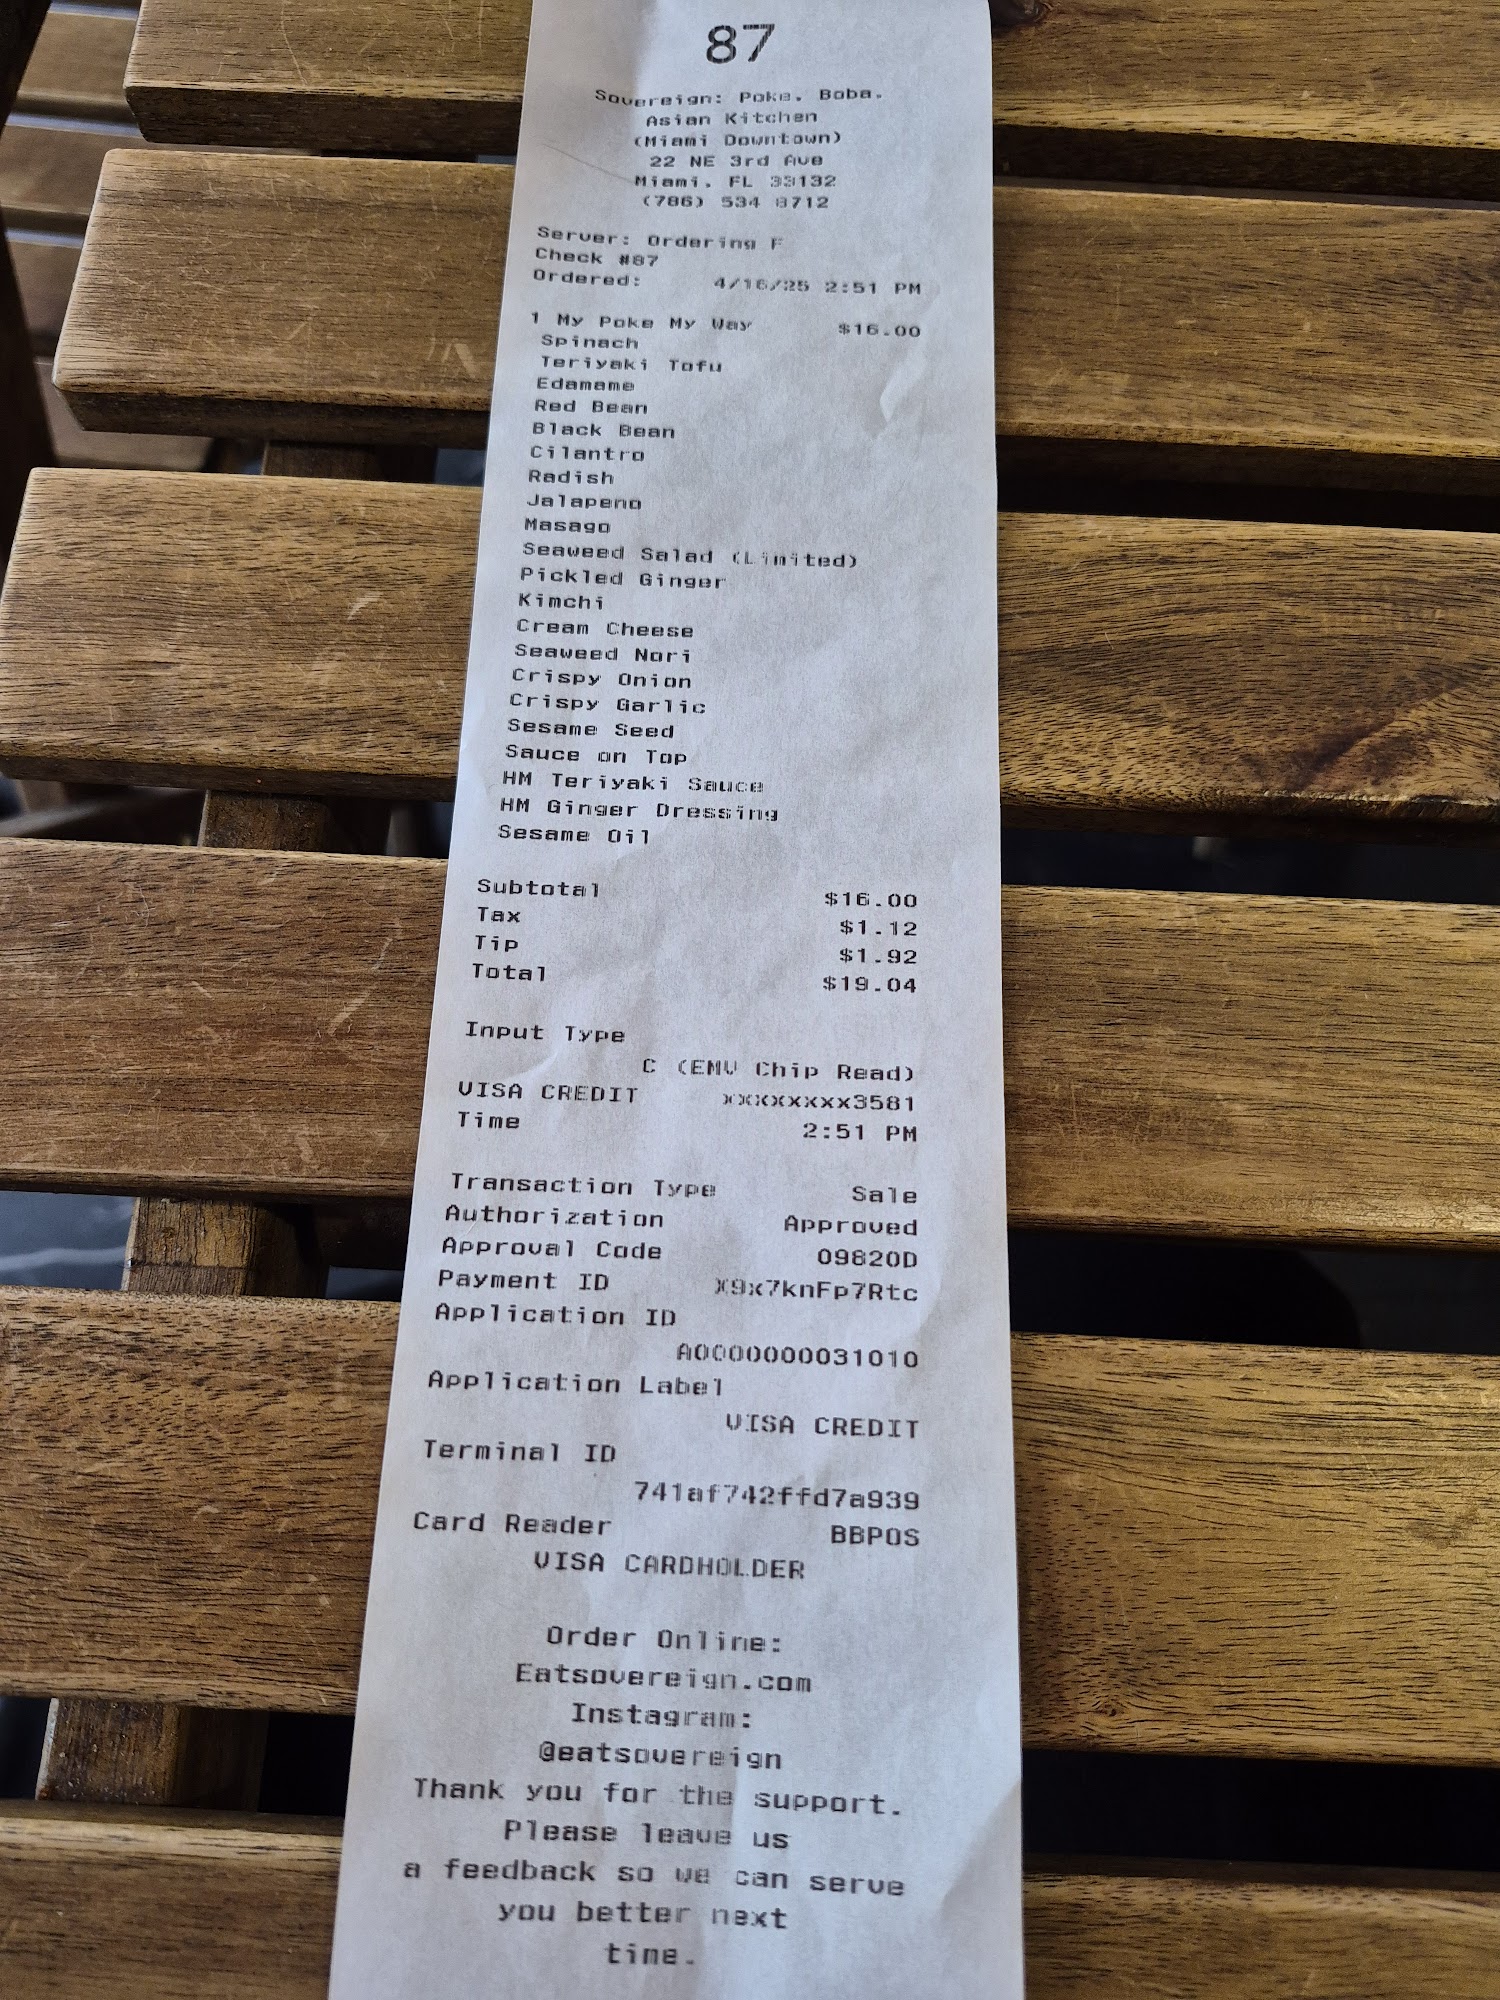 87
Sovereign: Poke. Boba.
Asian Kitchen
(Miami Downtown)
22 NE 3rd Ave
Miami, FL 33132
(786) 534 8712
Server: Ordering F
Check #87
Ordered: 4/16/25 2:51 PM
1 My Poke My Way $16.00
Spinach
Teriyaki Tofu
Edamame
Red Bean
Black Bean
Cilantro
Radish
Jalapeno
Masago
Seaweed Salad (Limited)
Pickled Ginger
Kimchi
Cream Cheese
Seaweed Nori
Crispy Onion
Crispy Garlic
Sesame Seed
Sauce on Top
HM Teriyaki Sauce
HM Ginger Dressing
Sesame Oil
Subtotal $16.00
Tax $1.12
Tip $1.92
Total $19.04
Input Type
C (EMV Chip Read)
VISA CREDIT xxxxxxxx3581
Time 2:51 PM
Transaction Type Sale
Authorization Approved
Approval Code 09820D
Payment ID X9x7knFp7Rtc
Application ID
A0000000031010
Application Label
VISA CREDIT
Terminal ID
741af742ffd7a939
Card Reader BBPOS
VISA CARDHOLDER
Order Online:
Eatsovereign.com
Instagram:
@eatsovereign
Thank you for the support.
Please leave us
a feedback so we can serve
you better next
time.